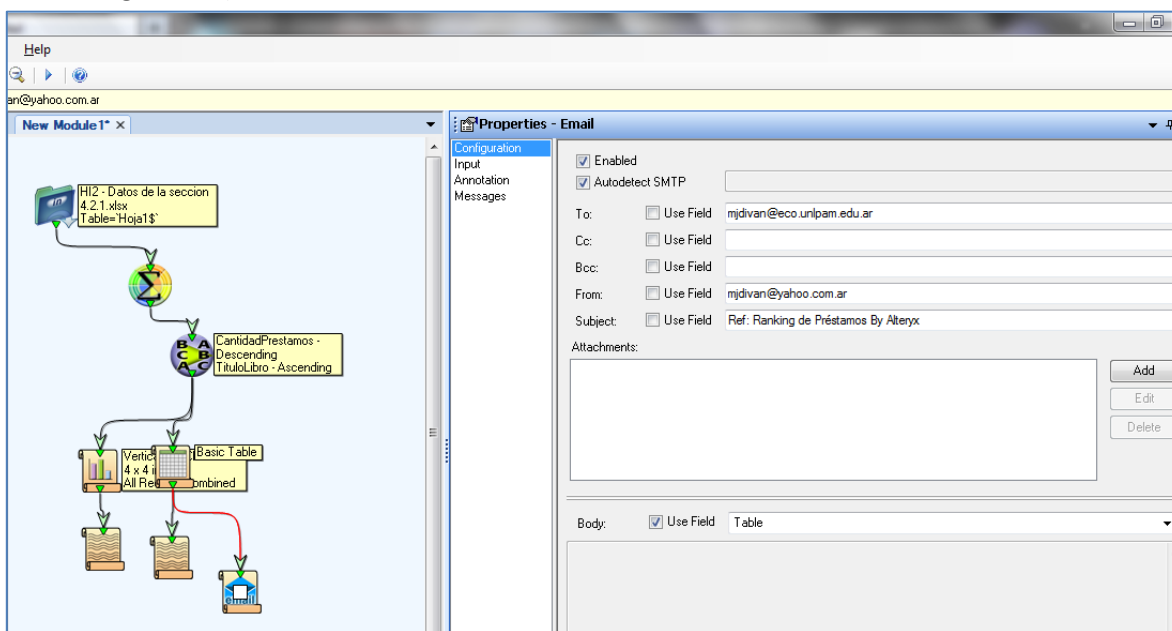 Help
an@yahoo.com.ar
New Module1* ×
Properties - Email
Configuration
Input
Annotation
Messages
Enabled
Autodetect SMTP
To: Use Field mjdivan@eco.unlpam.edu.ar
Cc: Use Field
Bcc: Use Field
From: Use Field mjdivan@yahoo.com.ar
Subject: Use Field Ref: Ranking de Préstamos By Alteryx
Attachments:
Add
Edit
Delete
Body: Use Field Table
HI2 - Datos de la seccion
4.2.1.xlsx
Table=`Hoja1$`
Σ
CantidadPrestamos -
Descending
TituloLibro - Ascending
B A
C B
A C
Basic Table
4 x 4
All
email